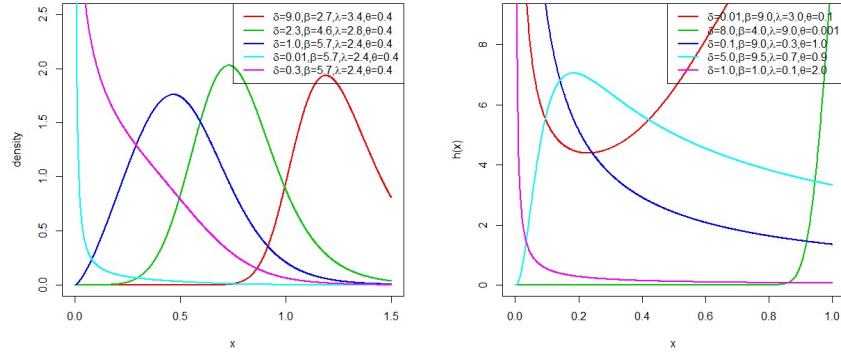 δ=9.0,β=2.7,λ=3.4,θ=0.4
δ=2.3,β=4.6,λ=2.8,θ=0.4
δ=1.0,β=5.7,λ=2.4,θ=0.4
δ=0.01,β=5.7,λ=2.4,θ=0.4
δ=0.3,β=5.7,λ=2.4,θ=0.4
density
2.5
2.0
1.5
1.0
0.5
0.0
0.0 0.5 1.0 1.5
x
δ=0.01,β=9.0,λ=3.0,θ=0.1
δ=8.0,β=4.0,λ=9.0,θ=0.001
δ=0.1,β=9.0,λ=0.3,θ=1.0
δ=5.0,β=9.5,λ=0.7,θ=0.9
δ=1.0,β=1.0,λ=0.1,θ=2.0
h(x)
8
6
4
2
0
0.0 0.2 0.4 0.6 0.8 1.0
x